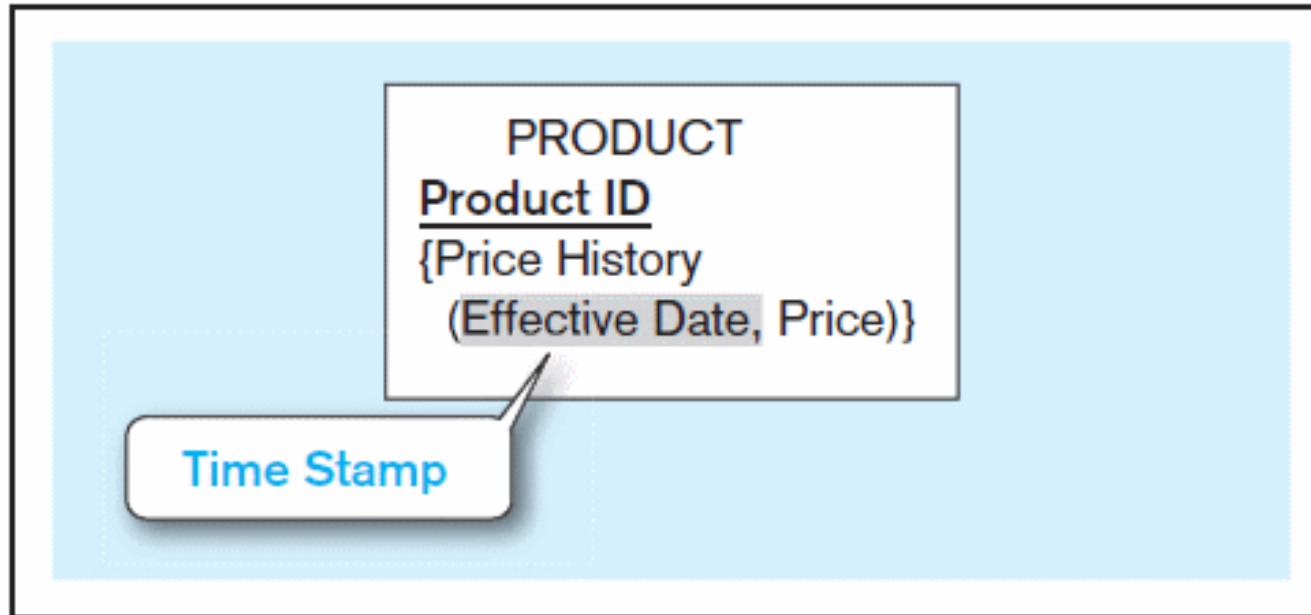 PRODUCT
Product ID
{Price History
(Effective Date, Price)}
Time Stamp